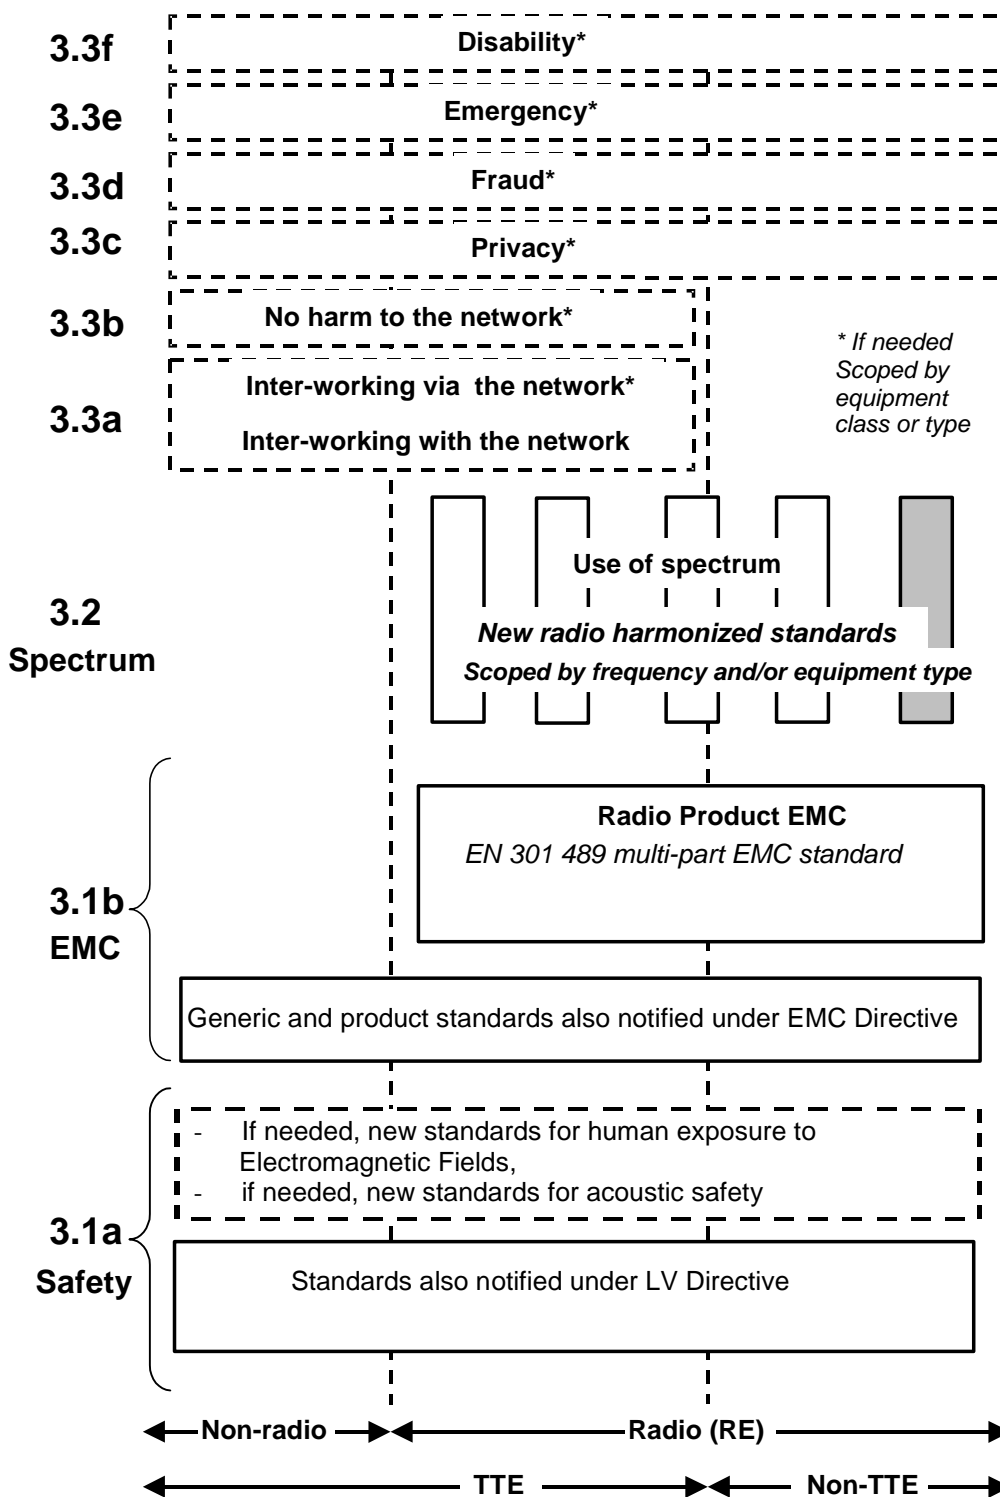 3.3f
Disability*
3.3e
Emergency*
3.3d
Fraud*
3.3c
Privacy*
3.3b
No harm to the network*
3.3a
Inter-working via the network*
Inter-working with the network
* If needed
Scoped by
equipment
class or type
3.2
Spectrum
Use of spectrum
New radio harmonized standards
Scoped by frequency and/or equipment type
3.1b
EMC
Radio Product EMC
EN 301 489 multi-part EMC standard
Generic and product standards also notified under EMC Directive
3.1a
Safety
- If needed, new standards for human exposure to
Electromagnetic Fields,
- if needed, new standards for acoustic safety
Standards also notified under LV Directive
Non-radio
Radio (RE)
TTE
Non-TTE